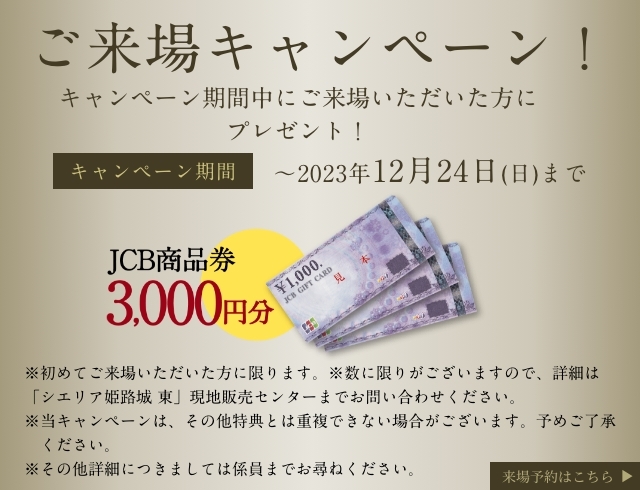 ご来場キャンペーン！
キャンペーン期間中にご来場いただいた方に
プレゼント！
キャンペーン期間
～2023年12月24日(日)まで
JCB商品券
3,000円分
¥1,000.
JCB GIFT CARD
見本
JCB
※初めてご来場いただいた方に限ります。※数に限りがございますので、詳細は
「シエリア姫路城 東」現地販売センターまでお問い合わせください。
※当キャンペーンは、その他特典とは重複できない場合がございます。予めご了承
ください。
※その他詳細につきましては係員までお尋ねください。
来場予約はこちら ▶